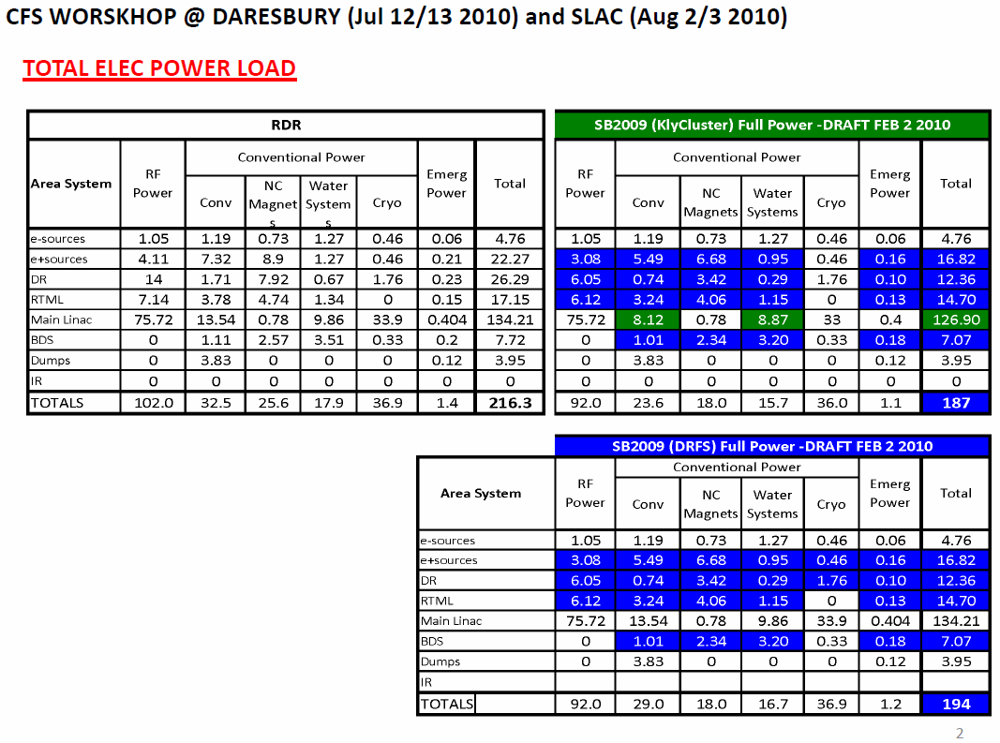 CFS WORSKHOP @ DARESBURY (Jul 12/13 2010) and SLAC (Aug 2/3 2010)
TOTAL ELEC POWER LOAD
RDR
Area System RF Power Conventional Power Emerg Power Total
Conv NC Magnets Water Systems Cryo
e-sources 1.05 1.19 0.73 1.27 0.46 0.06 4.76
e+sources 4.11 7.32 8.9 1.27 0.46 0.21 22.27
DR 14 1.71 7.92 0.67 1.76 0.23 26.29
RTML 7.14 3.78 4.74 1.34 0 0.15 17.15
Main Linac 75.72 13.54 0.78 9.86 33.9 0.404 134.21
BDS 0 1.11 2.57 3.51 0.33 0.2 7.72
Dumps 0 3.83 0 0 0 0.12 3.95
IR 0 0 0 0 0 0 0
TOTALS 102.0 32.5 25.6 17.9 36.9 1.4 216.3
SB2009 (KlyCluster) Full Power -DRAFT FEB 2 2010
RF Power Conventional Power Emerg Power Total
Conv NC Magnets Water Systems Cryo
1.05 1.19 0.73 1.27 0.46 0.06 4.76
3.08 5.49 6.68 0.95 0.46 0.16 16.82
6.05 0.74 3.42 0.29 1.76 0.10 12.36
6.12 3.24 4.06 1.15 0 0.13 14.70
75.72 8.12 0.78 8.87 33 0.4 126.90
0 1.01 2.34 3.20 0.33 0.18 7.07
0 3.83 0 0 0 0.12 3.95
0 0 0 0 0 0 0
92.0 23.6 18.0 15.7 36.0 1.1 187
SB2009 (DRFS) Full Power -DRAFT FEB 2 2010
Area System RF Power Conventional Power Emerg Power Total
Conv NC Magnets Water Systems Cryo
e-sources 1.05 1.19 0.73 1.27 0.46 0.06 4.76
e+sources 3.08 5.49 6.68 0.95 0.46 0.16 16.82
DR 6.05 0.74 3.42 0.29 1.76 0.10 12.36
RTML 6.12 3.24 4.06 1.15 0 0.13 14.70
Main Linac 75.72 13.54 0.78 9.86 33.9 0.404 134.21
BDS 0 1.01 2.34 3.20 0.33 0.18 7.07
Dumps 0 3.83 0 0 0 0.12 3.95
IR
TOTALS 92.0 29.0 18.0 16.7 36.9 1.2 194
2